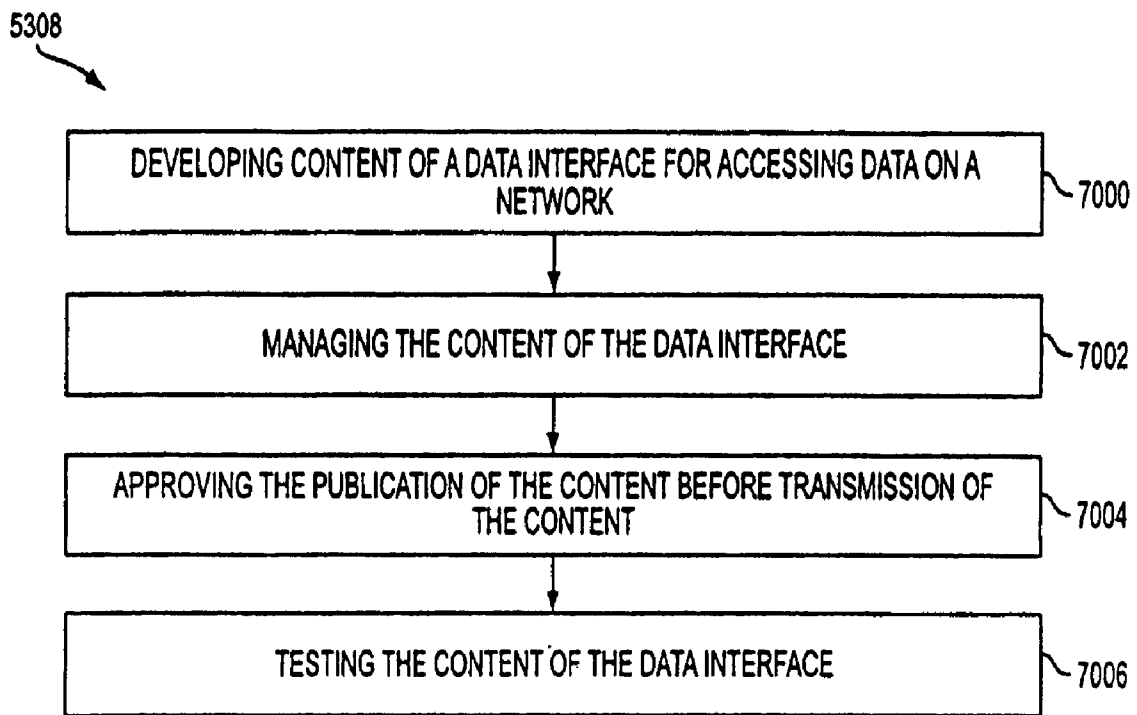 5308
DEVELOPING CONTENT OF A DATA INTERFACE FOR ACCESSING DATA ON A
NETWORK
7000
MANAGING THE CONTENT OF THE DATA INTERFACE
7002
APPROVING THE PUBLICATION OF THE CONTENT BEFORE TRANSMISSION OF
THE CONTENT
7004
TESTING THE CONTENT OF THE DATA INTERFACE
7006